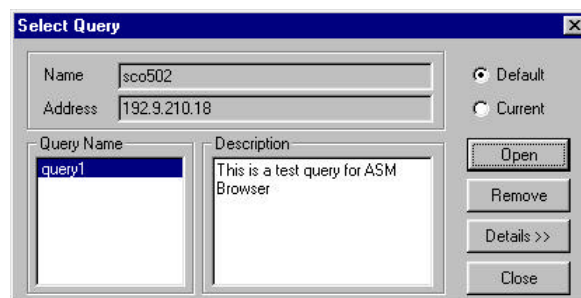 Select Query
Name sco502
Address 192.9.210.18
Default
Current
Query Name
query1
Description
This is a test query for ASM
Browser
Open
Remove
Details >>
Close